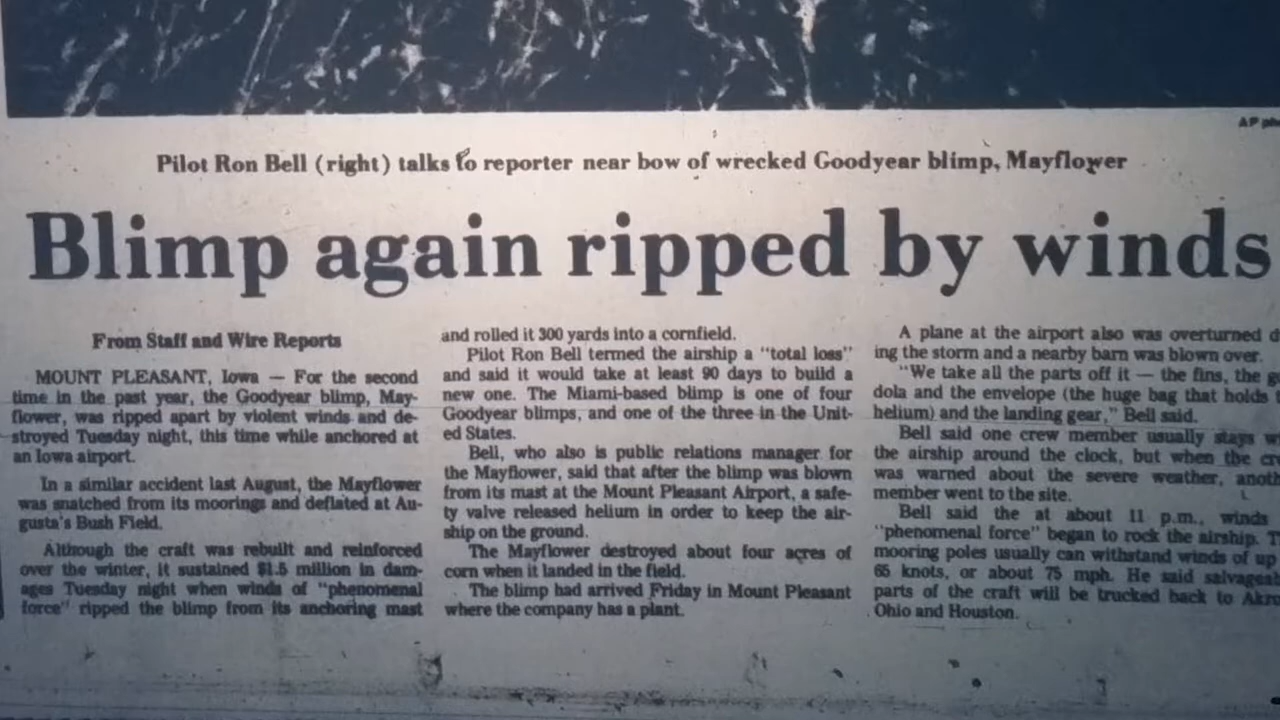 AP
Pilot Ron Bell (right) talks to reporter near bow of wrecked Goodyear blimp, Mayflower
Blimp again ripped by winds
From Staff and Wire Reports
MOUNT PLEASANT, Iowa — For the second
time in the past year, the Goodyear blimp, May-
flower, was ripped apart by violent winds and de-
stroyed Tuesday night, this time while anchored at
an Iowa airport.
In a similar accident last August, the Mayflower
was snatched from its moorings and deflated at Au-
gusta's Bush Field.
Although the craft was rebuilt and reinforced
over the winter, it sustained $1.5 million in dam-
ages Tuesday night when winds of "phenomenal
force" ripped the blimp from its anchoring mast
and rolled it 300 yards into a cornfield.
Pilot Ron Bell termed the airship a "total loss"
and said it would take at least 90 days to build a
new one. The Miami-based blimp is one of four
Goodyear blimps, and one of the three in the Unit-
ed States.
Bell, who also is public relations manager for
the Mayflower, said that after the blimp was blown
from its mast at the Mount Pleasant Airport, a safe-
ty valve released helium in order to keep the air-
ship on the ground.
The Mayflower destroyed about four acres of
corn when it landed in the field.
The blimp had arrived Friday in Mount Pleasant
where the company has a plant.
A plane at the airport also was overturned
ing the storm and a nearby barn was blown over.
"We take all the parts off it — the fins, the
dola and the envelope (the huge bag that holds
helium) and the landing gear," Bell said.
Bell said one crew member usually stays
the airship around the clock, but when the
was warned about the severe weather,
member went to the site.
Bell said the at about 11 p.m., winds
"phenomenal force" began to rock the airship.
mooring poles usually can withstand winds of up
65 knots, or about 75 mph. He said
parts of the craft will be trucked back to
Ohio and Houston.